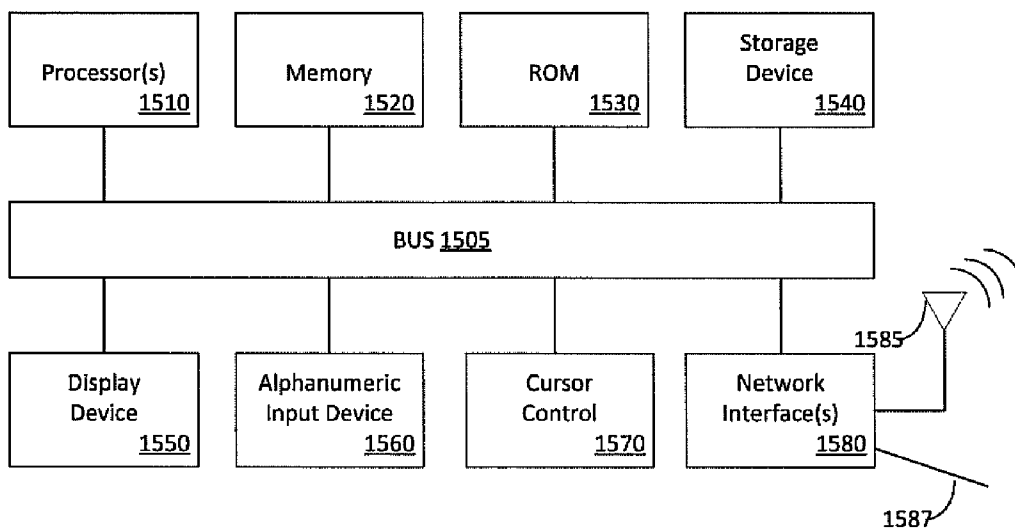 Processor(s)
1510
Memory
1520
ROM
1530
Storage
Device
1540
BUS 1505
Display
Device
1550
Alphanumeric
Input Device
1560
Cursor
Control
1570
Network
Interface(s)
1580
1585
1587